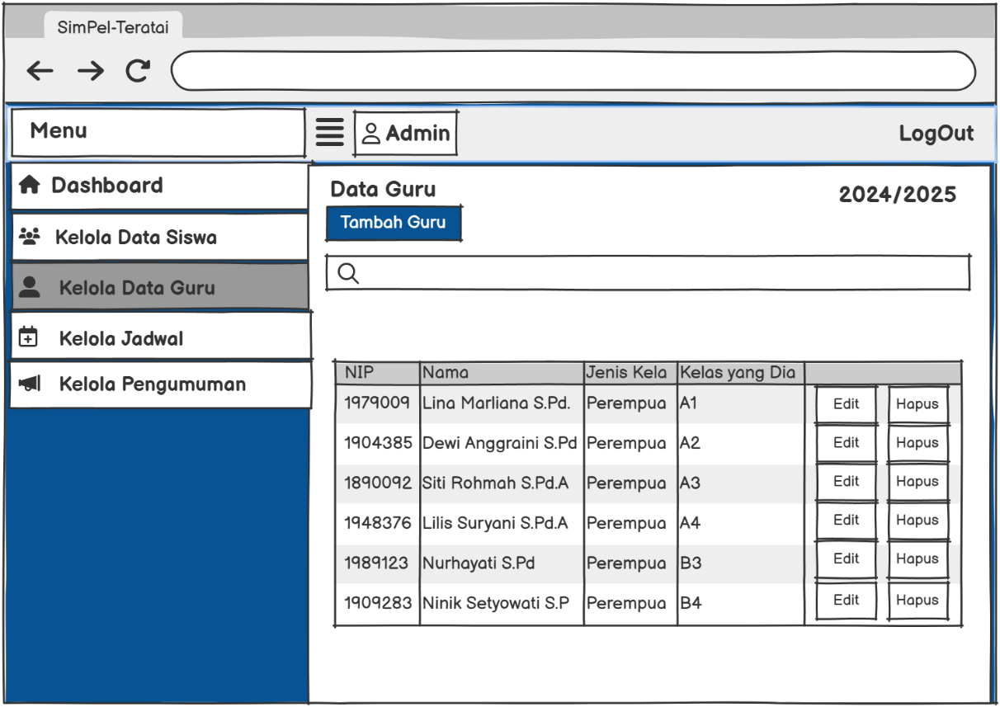 SimPel-Teratai
Menu
Admin
LogOut
Dashboard
Kelola Data Siswa
Kelola Data Guru
Kelola Jadwal
Kelola Pengumuman
Data Guru
2024/2025
Tambah Guru
NIP Nama Jenis Kela Kelas yang Dia
1979009 Lina Marliana S.Pd. Perempua A1 Edit Hapus
1904385 Dewi Anggraini S.Pd Perempua A2 Edit Hapus
1890092 Siti Rohmah S.Pd.A Perempua A3 Edit Hapus
1948376 Lilis Suryani S.Pd.A Perempua A4 Edit Hapus
1989123 Nurhayati S.Pd Perempua B3 Edit Hapus
1909283 Ninik Setyowati S.P Perempua B4 Edit Hapus